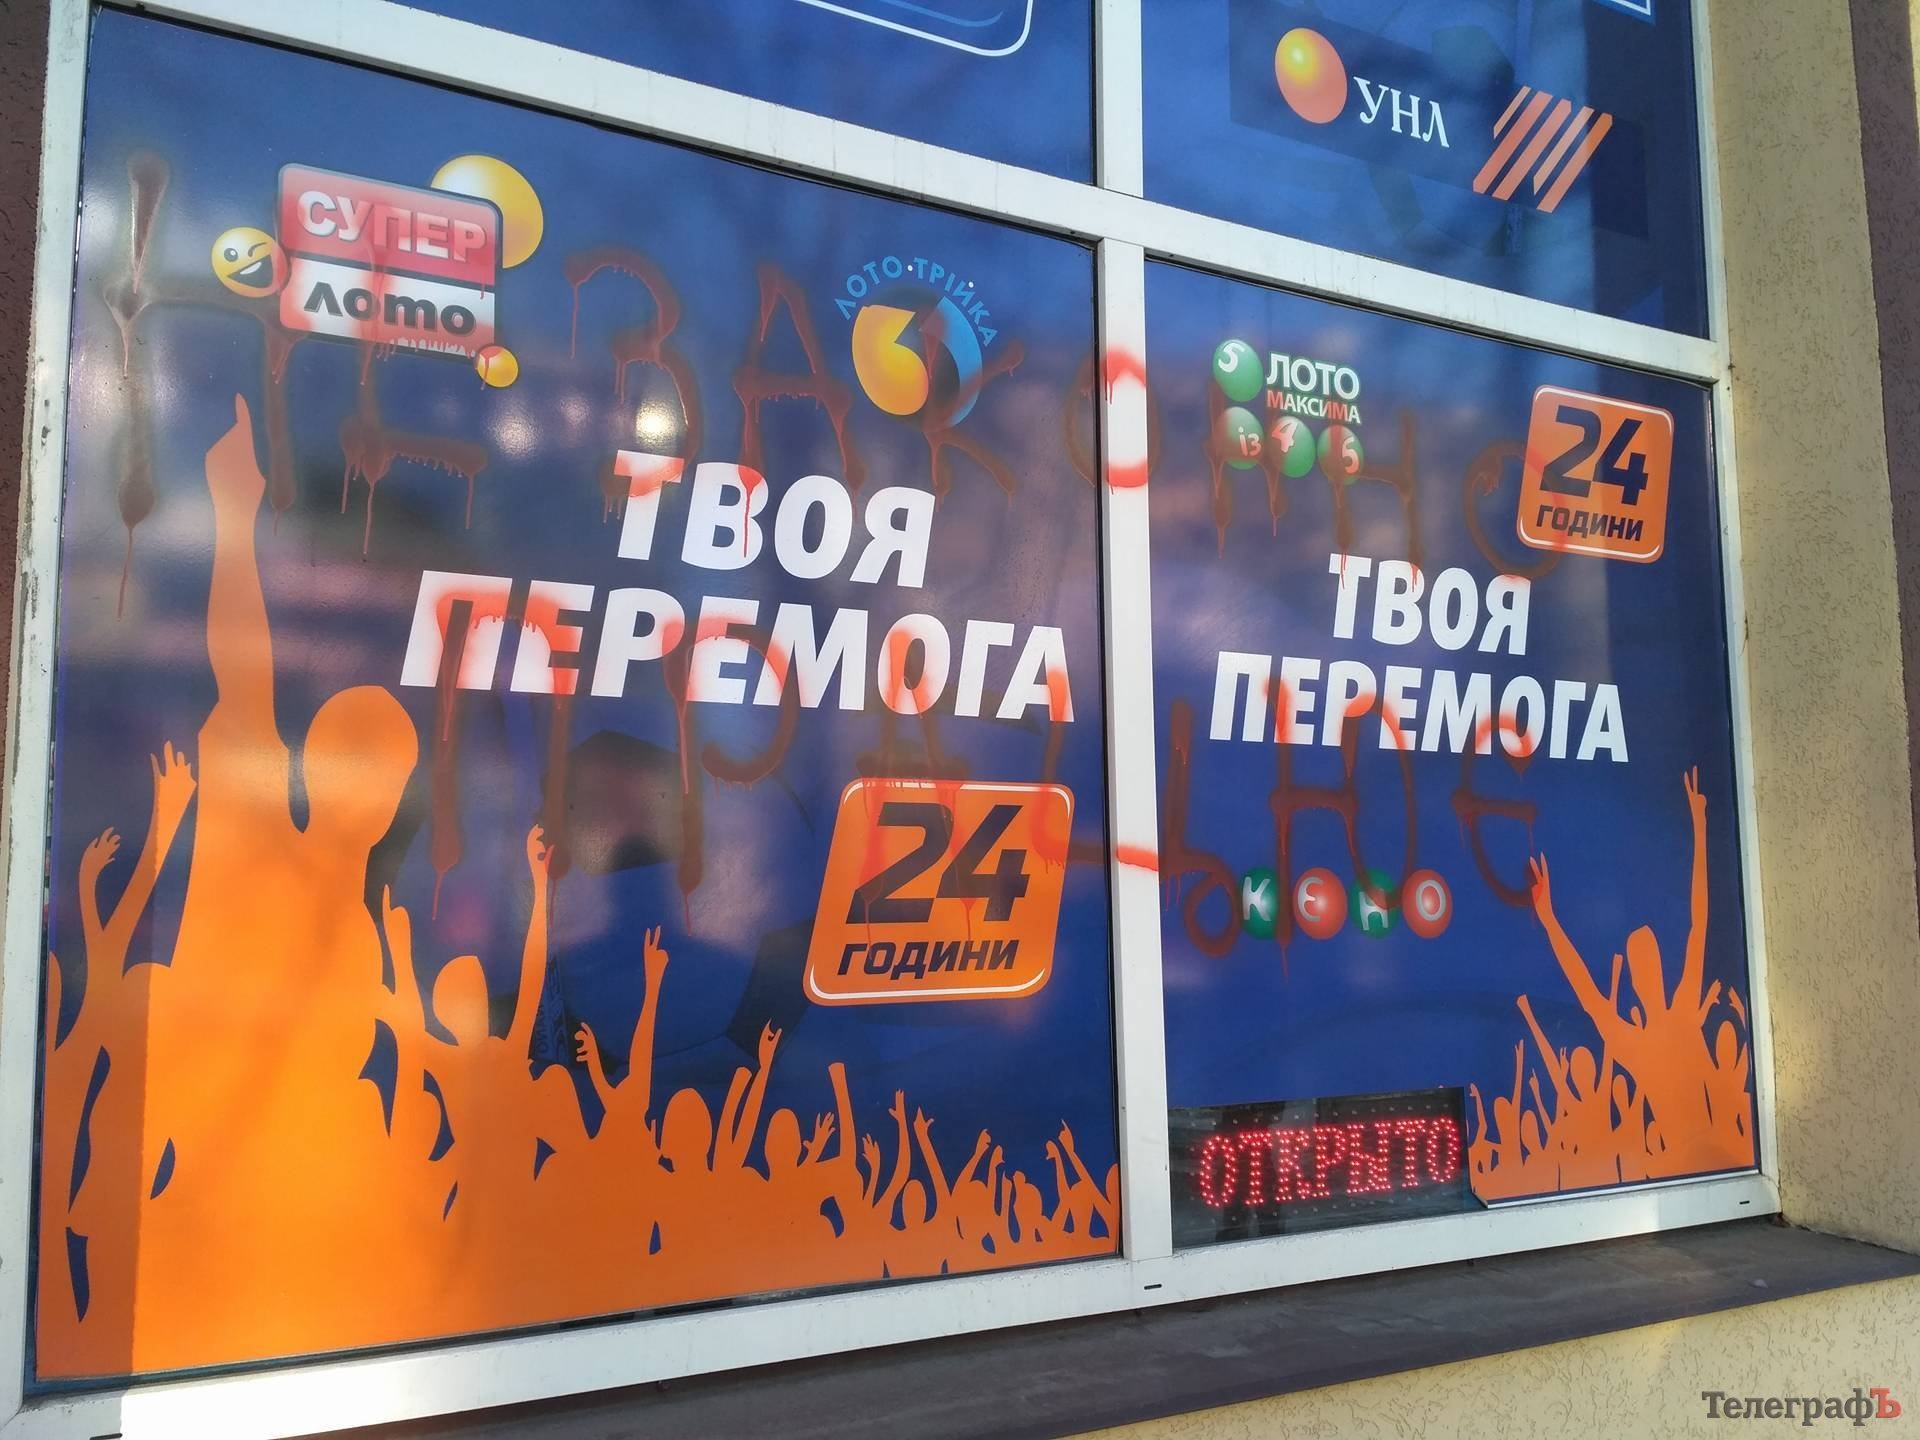 УНЛ
СУПЕР
лото
ЛОТО·ТРІЙКА
3
5 ЛОТО
МАКСИМА
із 4 5
24
ГОДИНИ
НЕЗАКОННО
ТВОЯ
ПЕРЕМОГА
ТВОЯ
ПЕРЕМОГА
24
ГОДИНИ
КЕНО
ОТКРЫТО
ТелеграфЪ